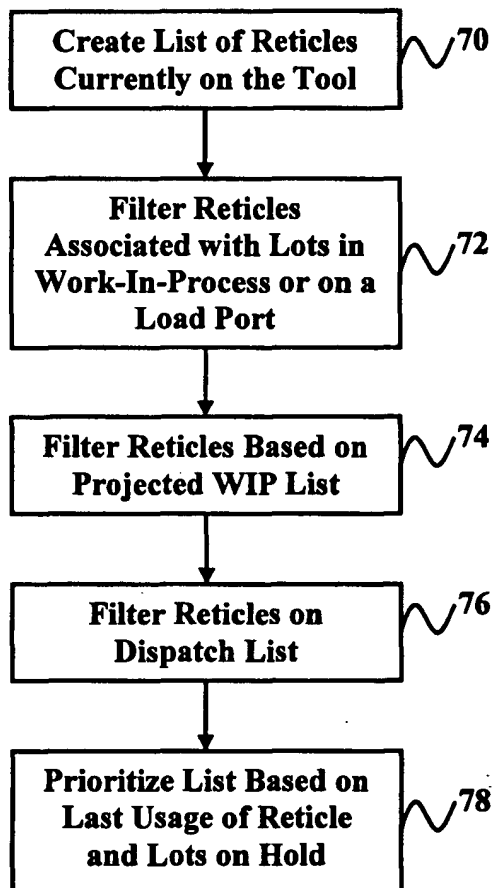 Create List of Reticles
Currently on the Tool
70
Filter Reticles
Associated with Lots in
Work-In-Process or on a
Load Port
72
Filter Reticles Based on
Projected WIP List
74
Filter Reticles on
Dispatch List
76
Prioritize List Based on
Last Usage of Reticle
and Lots on Hold
78